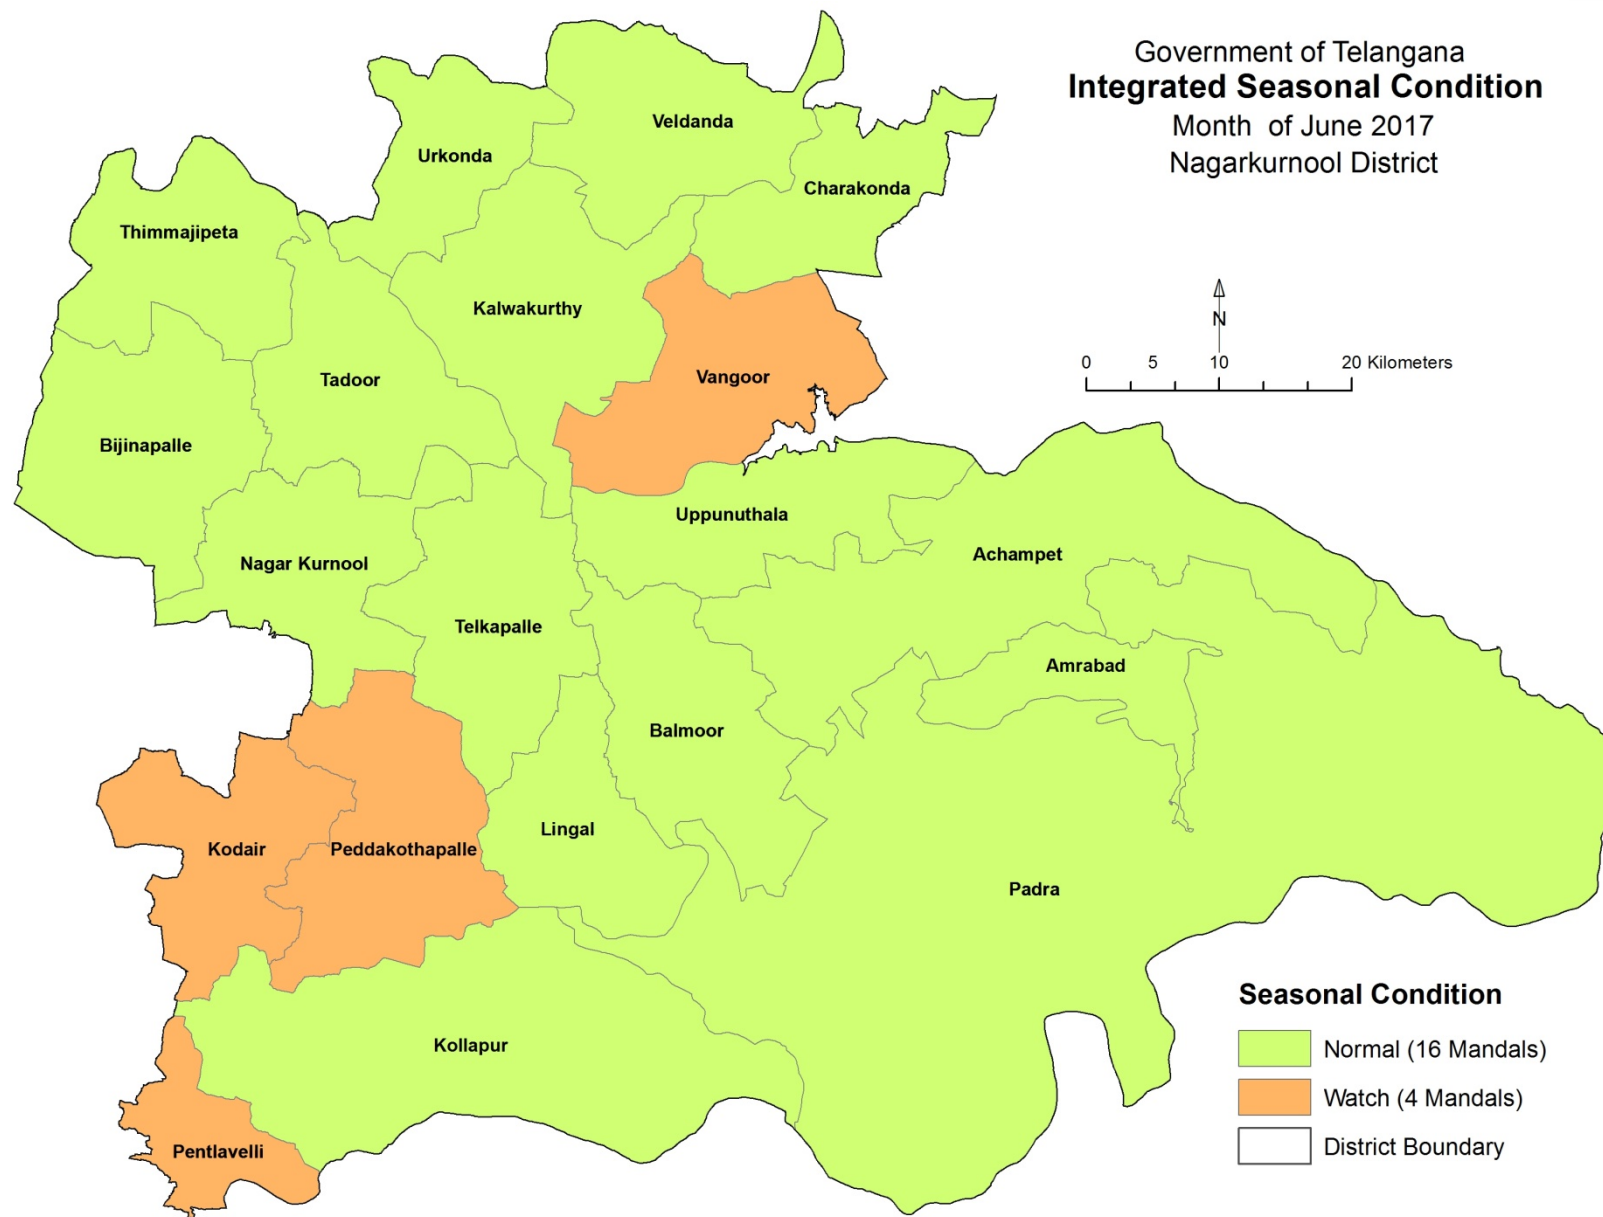 Government of Telangana
Integrated Seasonal Condition
Month of June 2017
Nagarkurnool District
Veldanda
Urkonda
Charakonda
Thimmajipeta
Kalwakurthy
N
0 5 10 20 Kilometers
Vangoor
Tadoor
Bijinapalle
Uppunuthala
Achampet
Nagar Kurnool
Telkapalle
Amrabad
Balmoor
Lingal
Kodair
Peddakothapalle
Padra
Kollapur
Pentlavelli
Seasonal Condition
Normal (16 Mandals)
Watch (4 Mandals)
District Boundary